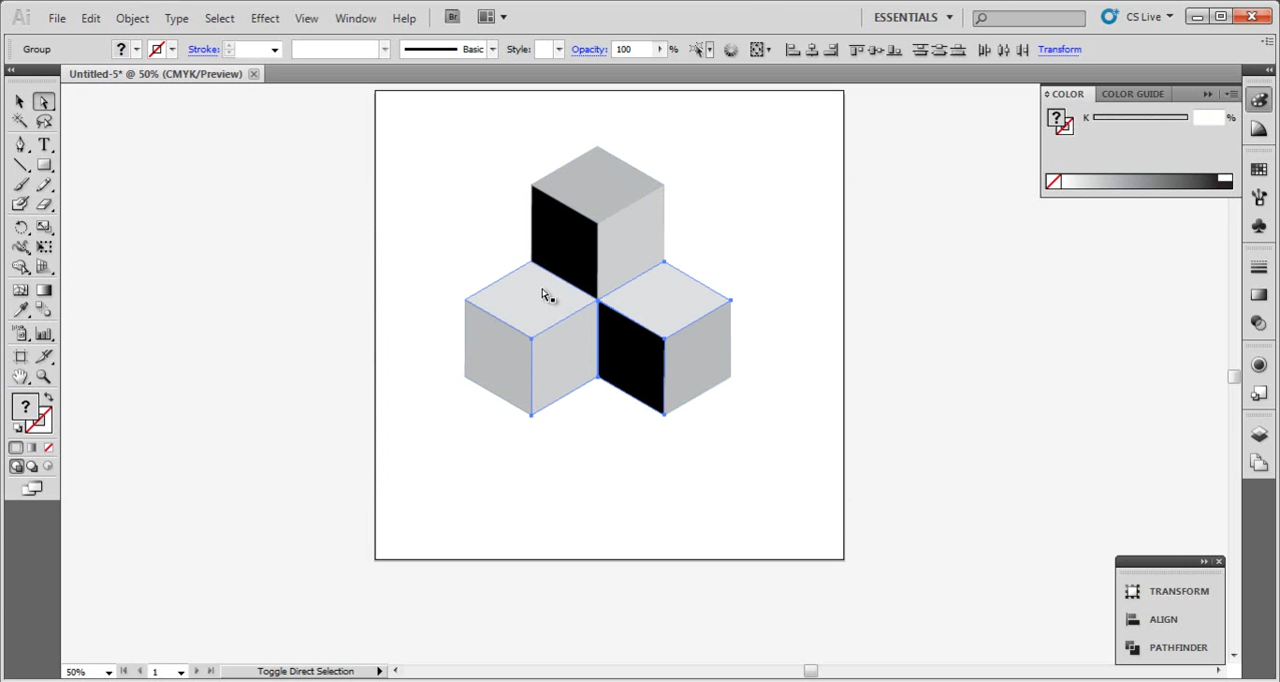 Ai File Edit Object Type Select Effect View Window Help Br ESSENTIALS CS Live
Group ? Stroke: Basic Style: Opacity: 100 % Transform
Untitled-5* @ 50% (CMYK/Preview)
COLOR COLOR GUIDE
? K %
T
?
TRANSFORM
ALIGN
PATHFINDER
50% 1 Toggle Direct Selection